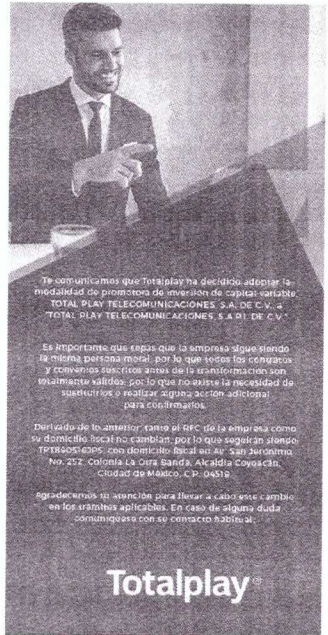 Te comunicamos que Totalplay ha decidido adoptar la
modalidad de promotora de inversión de capital variable
TOTAL PLAY TELECOMUNICACIONES, S.A. DE C.V., a
"TOTAL PLAY TELECOMUNICACIONES, S.A.P.I. DE C.V."
Es importante que sepas que la empresa sigue siendo
la misma persona moral, por lo que todos los contratos
y convenios suscritos antes de la transformación son
totalmente válidos, por lo que no existe la necesidad de
sustituirlos o realizar alguna acción adicional
para confirmarlos.
Derivado de lo anterior, tanto el RFC de la empresa como
su domicilio fiscal no cambian, por lo que seguirán siendo
con domicilio fiscal en Av. San Jerónimo
No. 252, Colonia La Otra Banda, Alcaldía Coyoacán,
Ciudad de México, C.P. 04519
Agradecemos tu atención para llevar a cabo este cambio
en los trámites aplicables. En caso de alguna duda
comuníquese con su contacto habitual.
Totalplay